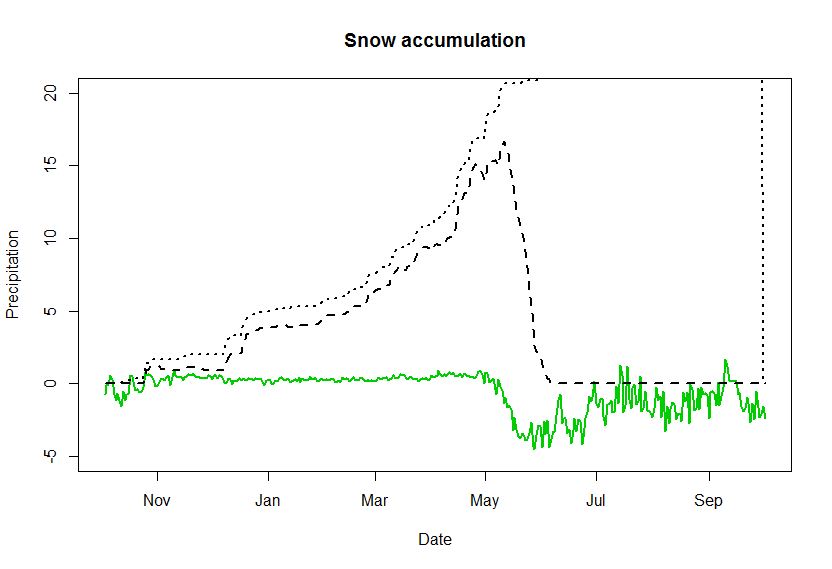 Snow accumulation
Precipitation
20
15
10
5
0
-5
Nov
Jan
Mar
May
Jul
Sep
Date